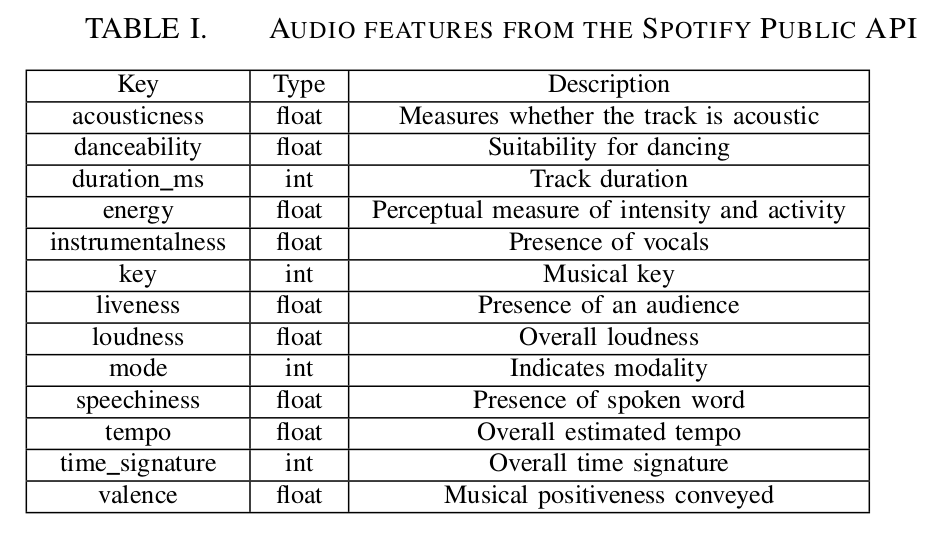 TABLE I. AUDIO FEATURES FROM THE SPOTIFY PUBLIC API
Key Type Description
acousticness float Measures whether the track is acoustic
danceability float Suitability for dancing
duration_ms int Track duration
energy float Perceptual measure of intensity and activity
instrumentalness float Presence of vocals
key int Musical key
liveness float Presence of an audience
loudness float Overall loudness
mode int Indicates modality
speechiness float Presence of spoken word
tempo float Overall estimated tempo
time_signature int Overall time signature
valence float Musical positiveness conveyed